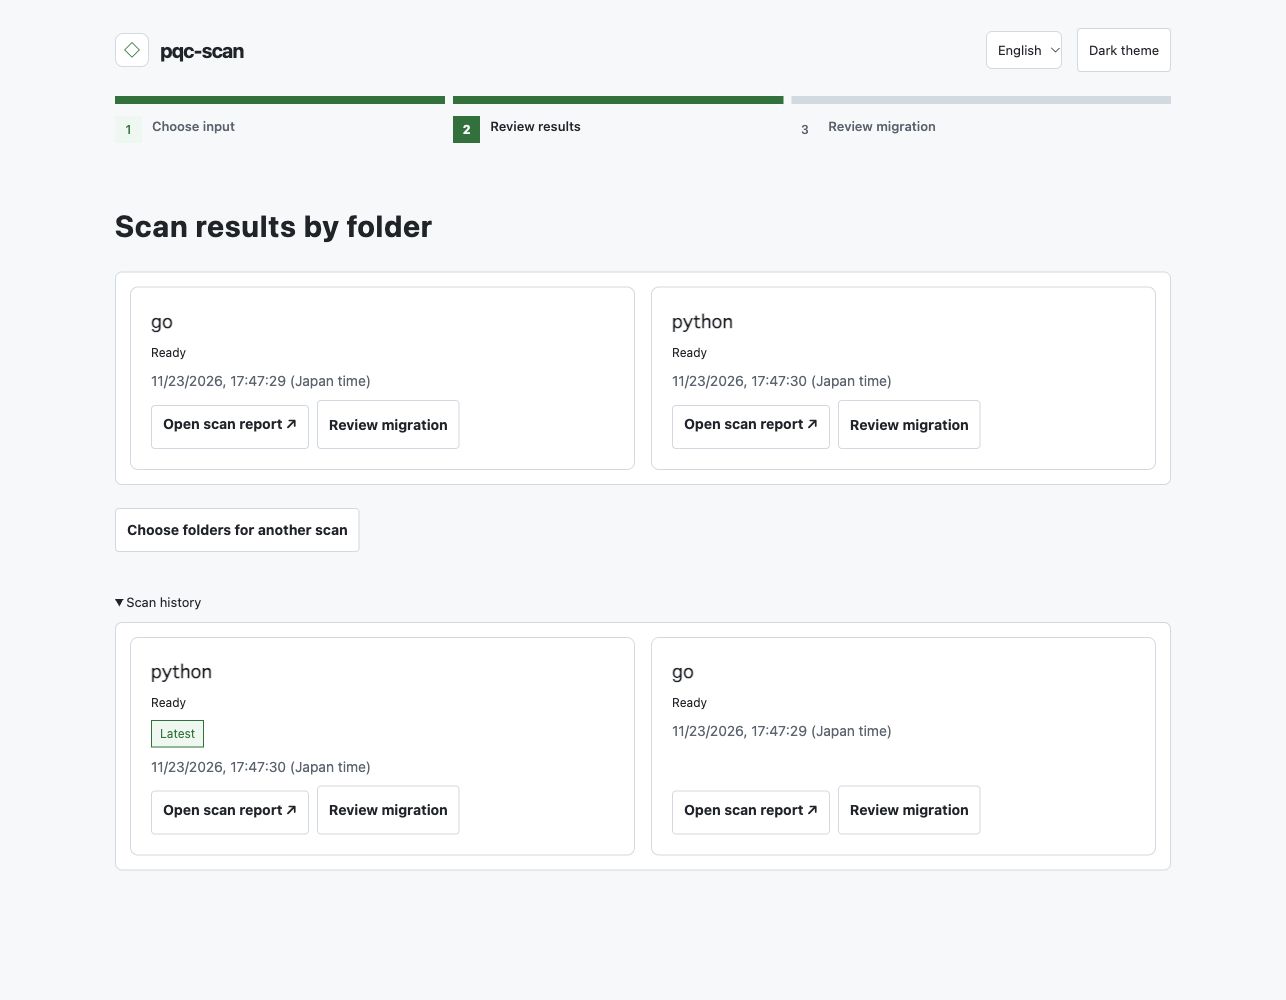 pqc-scan
English
Dark theme
1 Choose input
2 Review results
3 Review migration
Scan results by folder
go
Ready
11/23/2026, 17:47:29 (Japan time)
Open scan report ↗ Review migration
python
Ready
11/23/2026, 17:47:30 (Japan time)
Open scan report ↗ Review migration
Choose folders for another scan
▼ Scan history
python
Ready
Latest
11/23/2026, 17:47:30 (Japan time)
Open scan report ↗ Review migration
go
Ready
11/23/2026, 17:47:29 (Japan time)
Open scan report ↗ Review migration